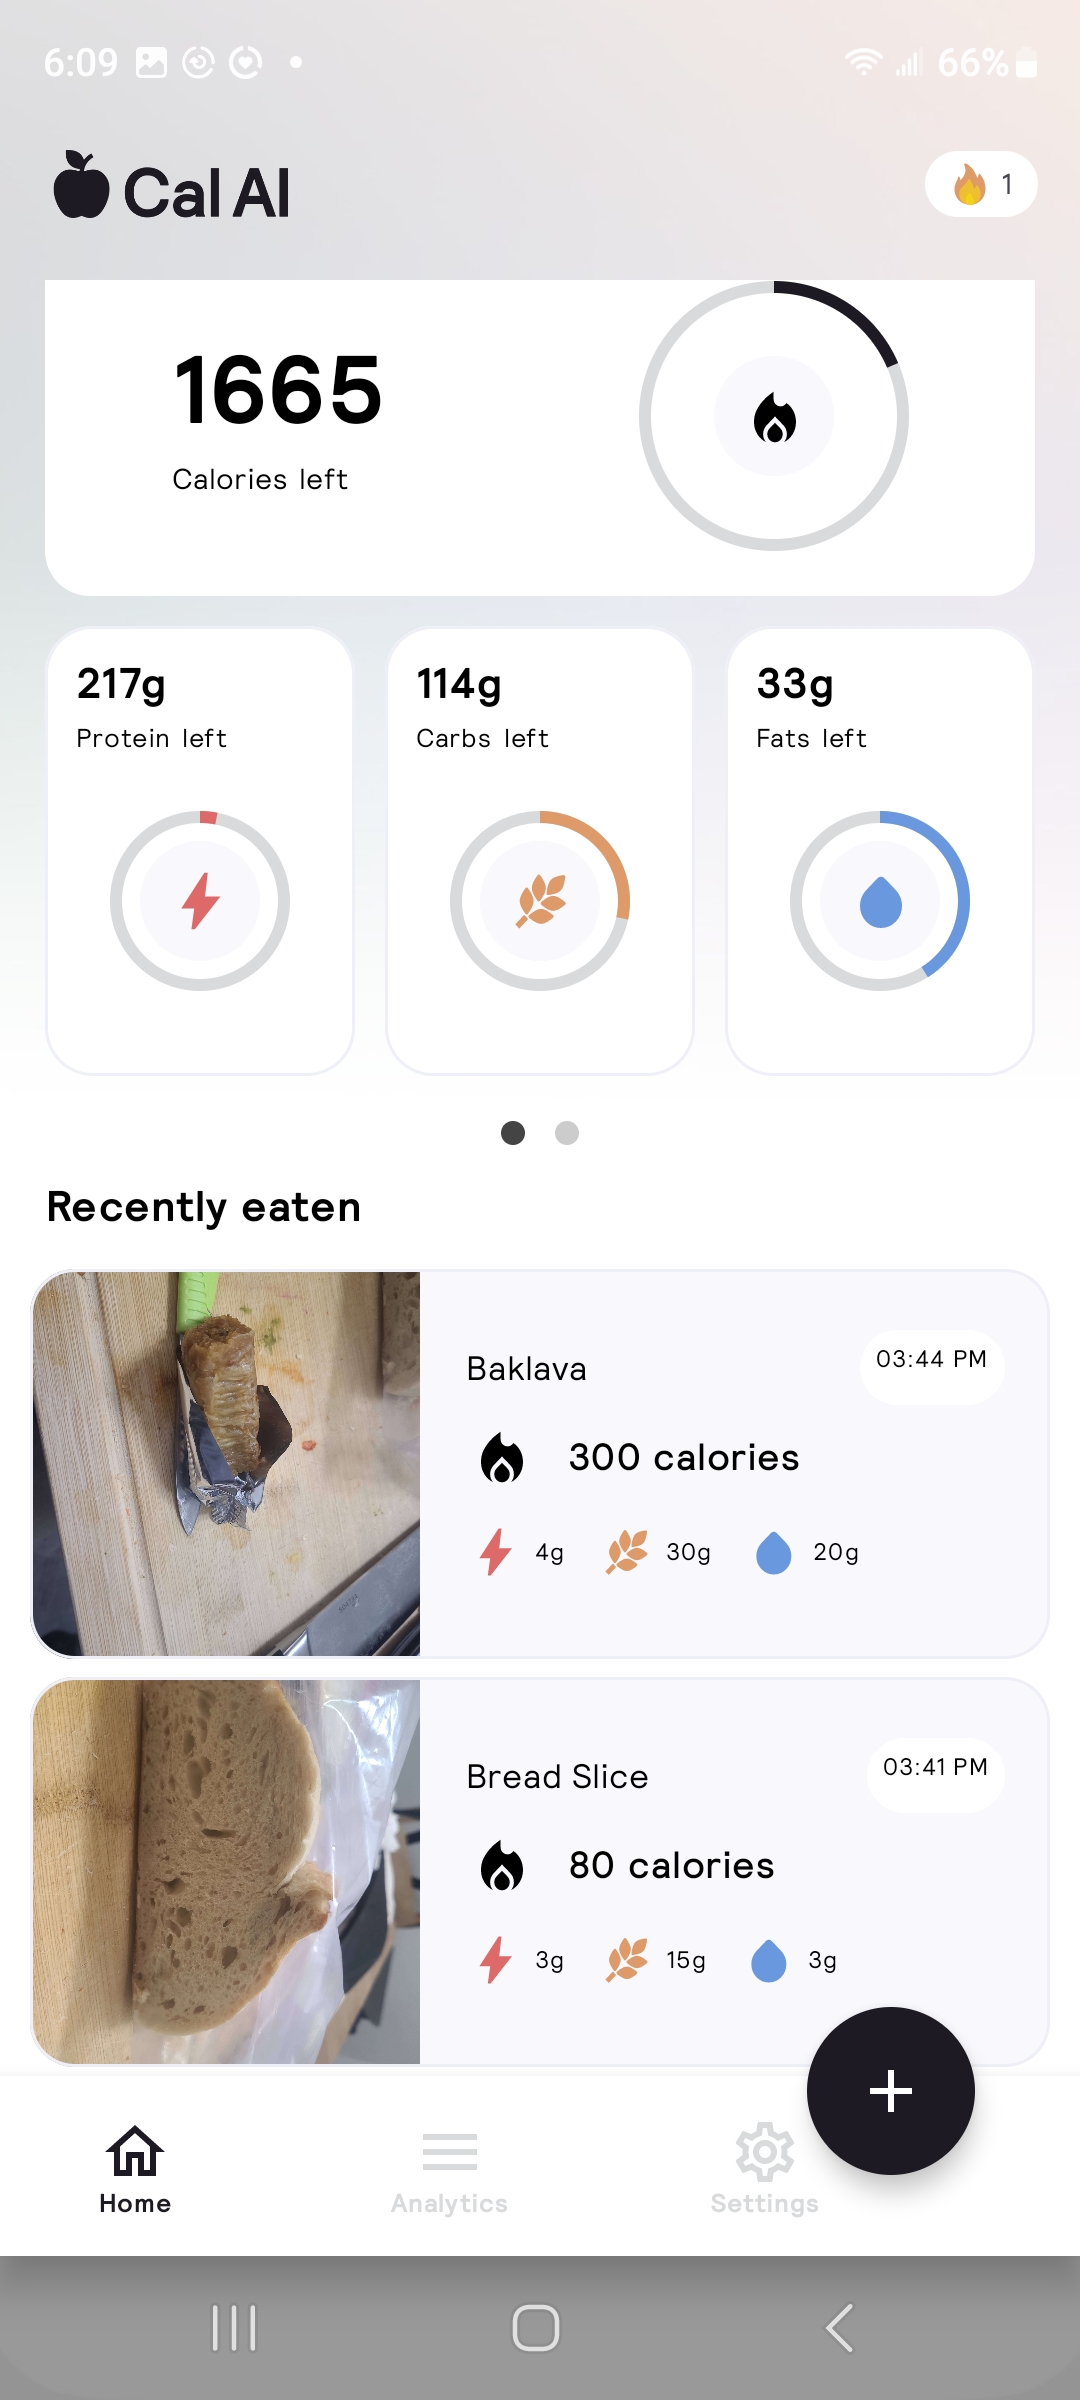 6:09
66%
Cal AI
1
1665
Calories left
217g
Protein left
114g
Carbs left
33g
Fats left
Recently eaten
Baklava
03:44 PM
300 calories
4g
30g
20g
Bread Slice
03:41 PM
80 calories
3g
15g
3g
Home
Analytics
Settings